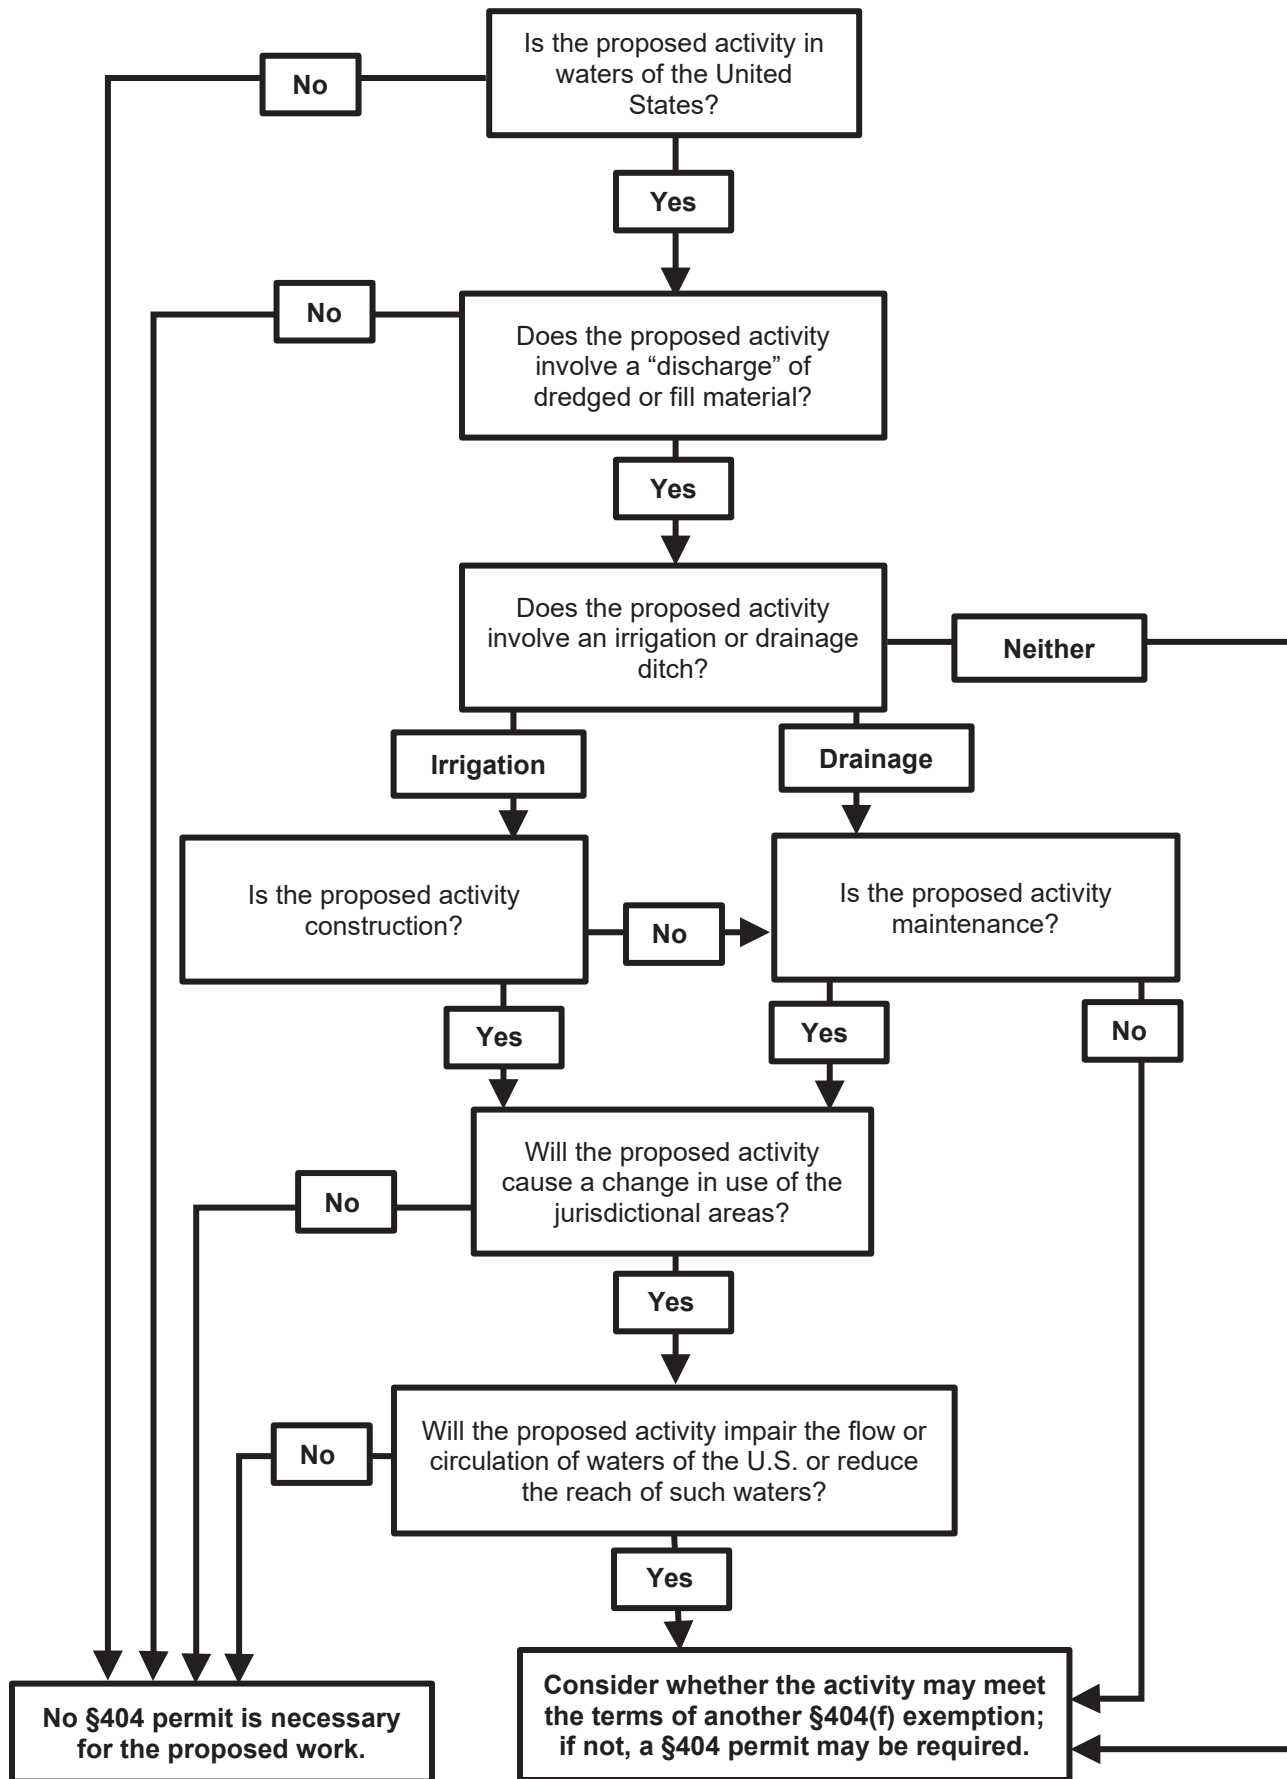 Is the proposed activity in
waters of the United
States?
No
Yes
Does the proposed activity
involve a “discharge” of
dredged or fill material?
No
Yes
Does the proposed activity
involve an irrigation or drainage
ditch?
Neither
Irrigation
Drainage
Is the proposed activity
construction?
No
Is the proposed activity
maintenance?
Yes
Yes
No
Will the proposed activity
cause a change in use of the
jurisdictional areas?
No
Yes
Will the proposed activity impair the flow or
circulation of waters of the U.S. or reduce
the reach of such waters?
No
Yes
No §404 permit is necessary
for the proposed work.
Consider whether the activity may meet
the terms of another §404(f) exemption;
if not, a §404 permit may be required.